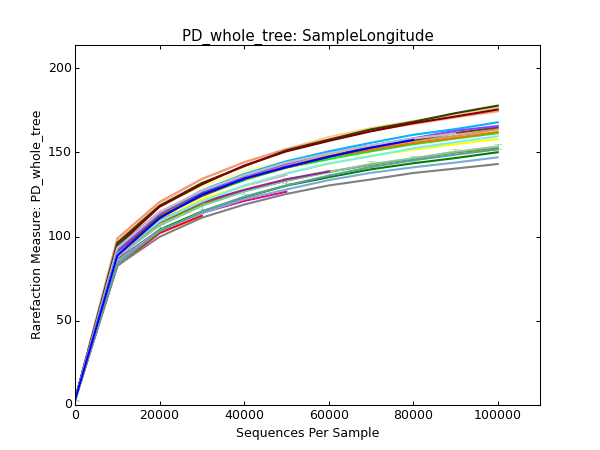 PD_whole_tree: SampleLongitude
200
150
100
50
0
0 20000 40000 60000 80000 100000
Rarefaction Measure: PD_whole_tree
Sequences Per Sample